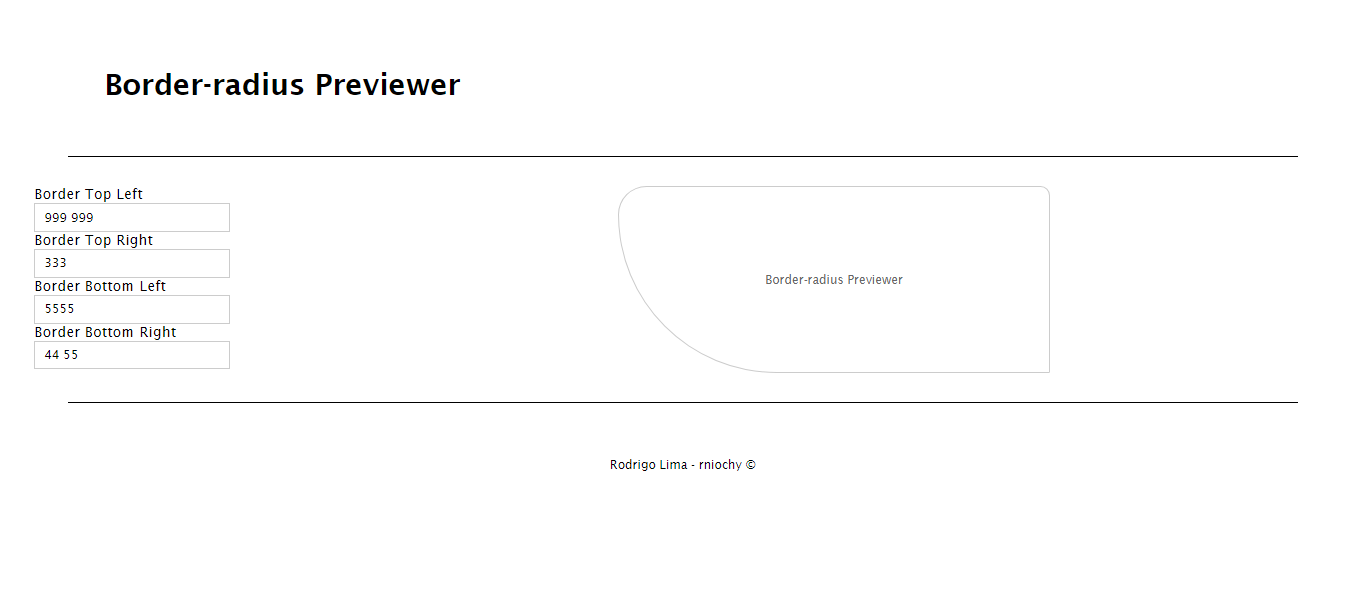 Border-radius Previewer
Border Top Left
999 999
Border Top Right
333
Border Bottom Left
5555
Border Bottom Right
44 55
Border-radius Previewer
Rodrigo Lima - rniochy ©